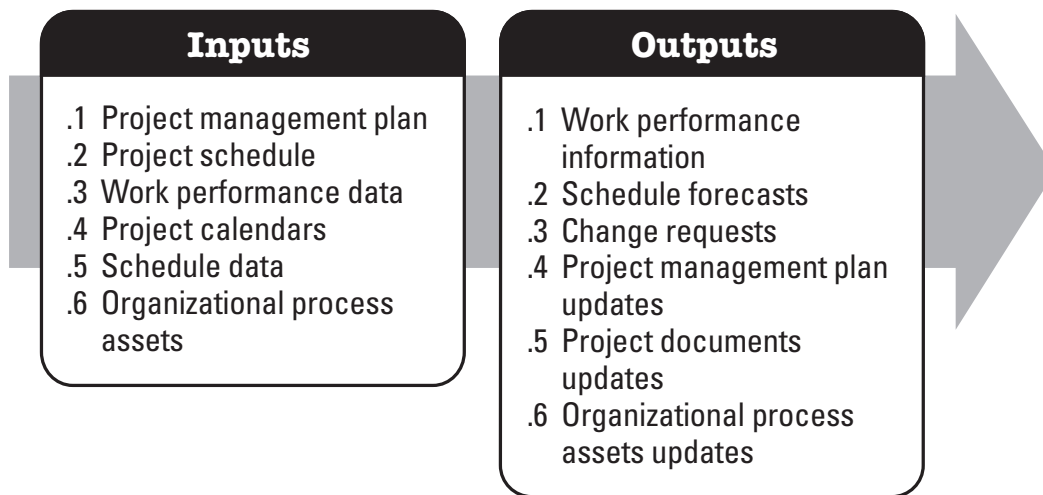 Inputs
.1 Project management plan
.2 Project schedule
.3 Work performance data
.4 Project calendars
.5 Schedule data
.6 Organizational process
assets
Outputs
.1 Work performance
information
.2 Schedule forecasts
.3 Change requests
.4 Project management plan
updates
.5 Project documents
updates
.6 Organizational process
assets updates